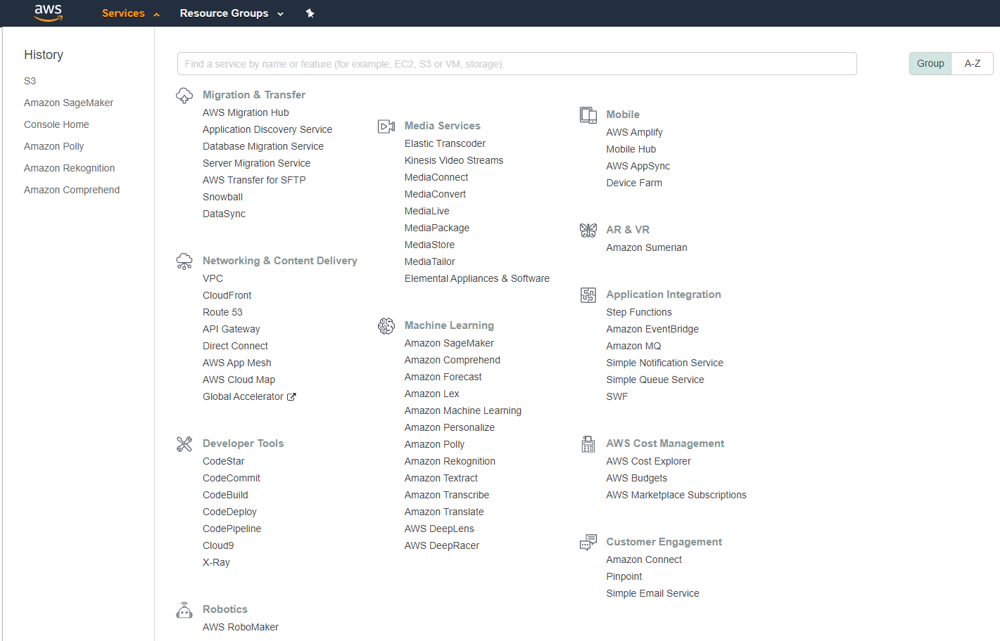 aws
Services
Resource Groups
History
S3
Amazon SageMaker
Console Home
Amazon Polly
Amazon Rekognition
Amazon Comprehend
Find a service by name or feature (for example, EC2, S3 or VM, storage).
Group
A-Z
Migration & Transfer
AWS Migration Hub
Application Discovery Service
Database Migration Service
Server Migration Service
AWS Transfer for SFTP
Snowball
DataSync
Networking & Content Delivery
VPC
CloudFront
Route 53
API Gateway
Direct Connect
AWS App Mesh
AWS Cloud Map
Global Accelerator
Developer Tools
CodeStar
CodeCommit
CodeBuild
CodeDeploy
CodePipeline
Cloud9
X-Ray
Robotics
AWS RoboMaker
Media Services
Elastic Transcoder
Kinesis Video Streams
MediaConnect
MediaConvert
MediaLive
MediaPackage
MediaStore
MediaTailor
Elemental Appliances & Software
Machine Learning
Amazon SageMaker
Amazon Comprehend
Amazon Forecast
Amazon Lex
Amazon Machine Learning
Amazon Personalize
Amazon Polly
Amazon Rekognition
Amazon Textract
Amazon Transcribe
Amazon Translate
AWS DeepLens
AWS DeepRacer
Mobile
AWS Amplify
Mobile Hub
AWS AppSync
Device Farm
AR & VR
Amazon Sumerian
Application Integration
Step Functions
Amazon EventBridge
Amazon MQ
Simple Notification Service
Simple Queue Service
SWF
AWS Cost Management
AWS Cost Explorer
AWS Budgets
AWS Marketplace Subscriptions
Customer Engagement
Amazon Connect
Pinpoint
Simple Email Service